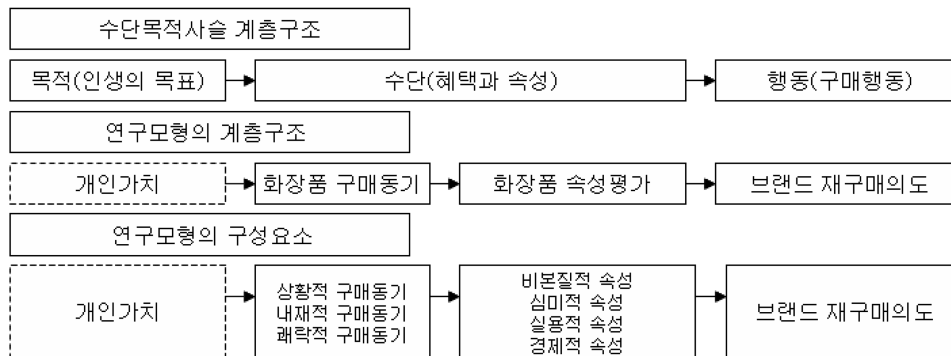 수단목적사슬 계층구조
목적(인생의 목표)
수단(혜택과 속성)
행동(구매행동)
연구모형의 계층구조
개인가치
화장품 구매동기
화장품 속성평가
브랜드 재구매의도
연구모형의 구성요소
개인가치
상황적 구매동기
내재적 구매동기
쾌락적 구매동기
비본질적 속성
심미적 속성
실용적 속성
경제적 속성
브랜드 재구매의도